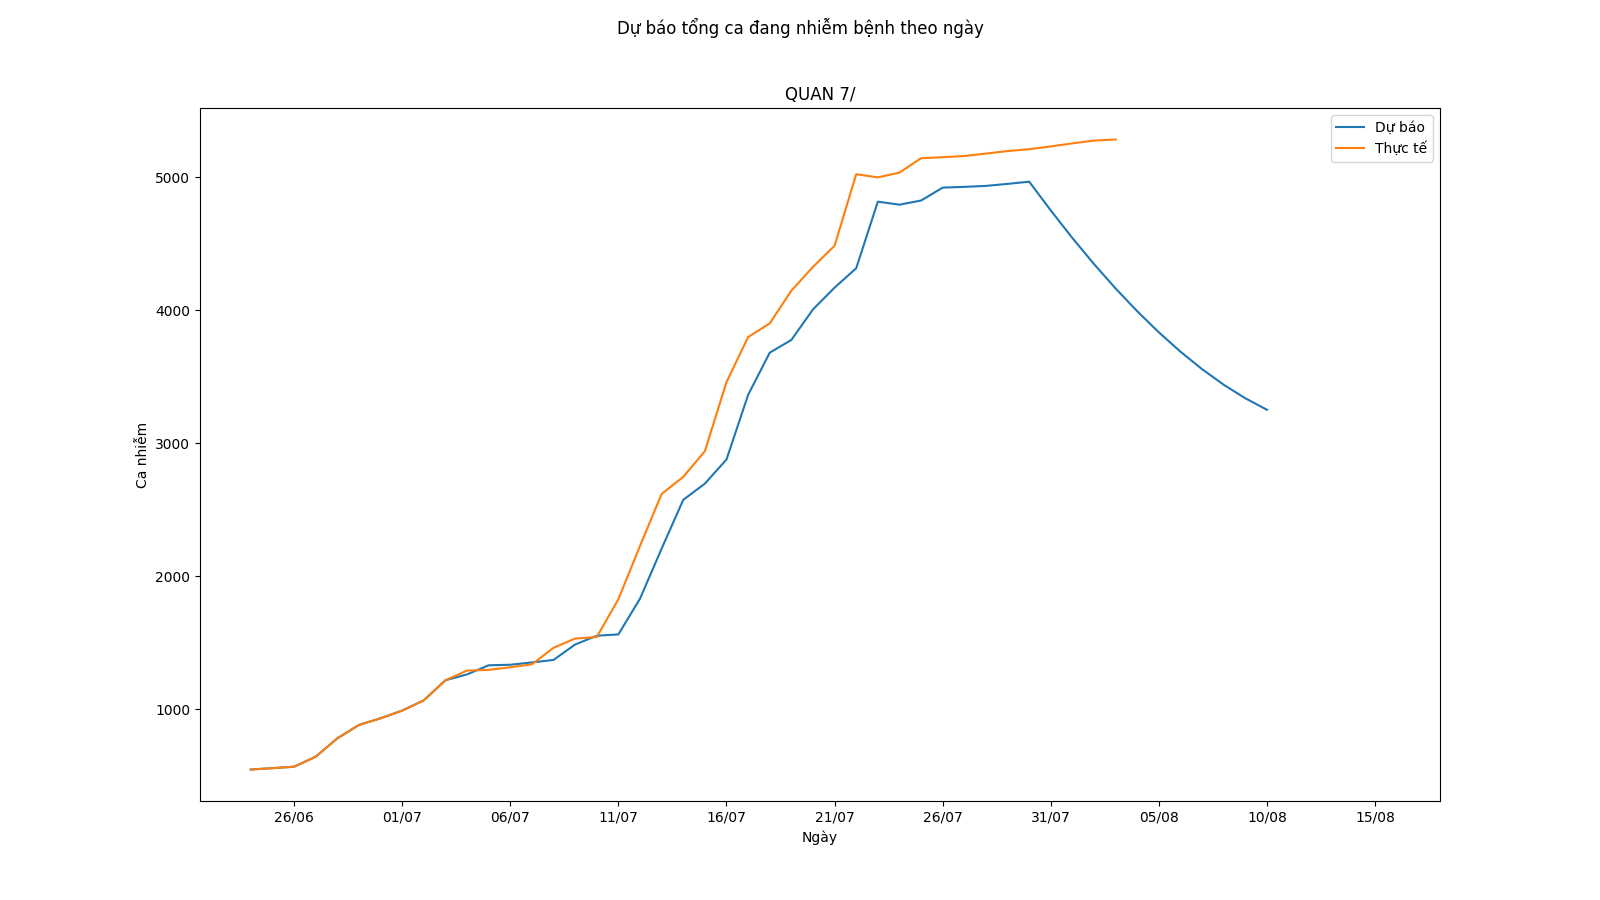 Dự báo tổng ca đang nhiễm bệnh theo ngày
QUAN 7/
Dự báo
Thực tế
5000
4000
3000
2000
1000
Ca nhiễm
26/06 01/07 06/07 11/07 16/07 21/07 26/07 31/07 05/08 10/08 15/08
Ngày